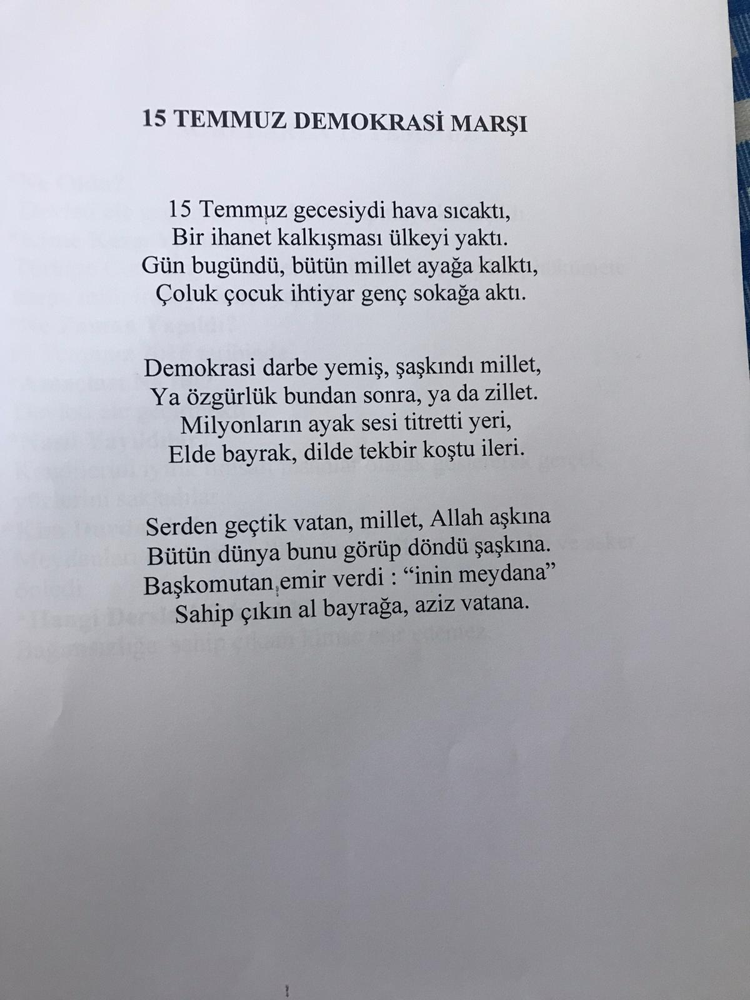 15 TEMMUZ DEMOKRASİ MARŞI
15 Temmuz gecesiydi hava sıcaktı,
Bir ihanet kalkışması ülkeyi yaktı.
Gün bugündü, bütün millet ayağa kalktı,
Çoluk çocuk ihtiyar genç sokağa aktı.
Demokrasi darbe yemiş, şaşkındı millet,
Ya özgürlük bundan sonra, ya da zillet.
Milyonların ayak sesi titretti yeri,
Elde bayrak, dilde tekbir koştu ileri.
Serden geçtik vatan, millet, Allah aşkına
Bütün dünya bunu görüp döndü şaşkına.
Başkomutan emir verdi : “inin meydana”
Sahip çıkın al bayrağa, aziz vatana.